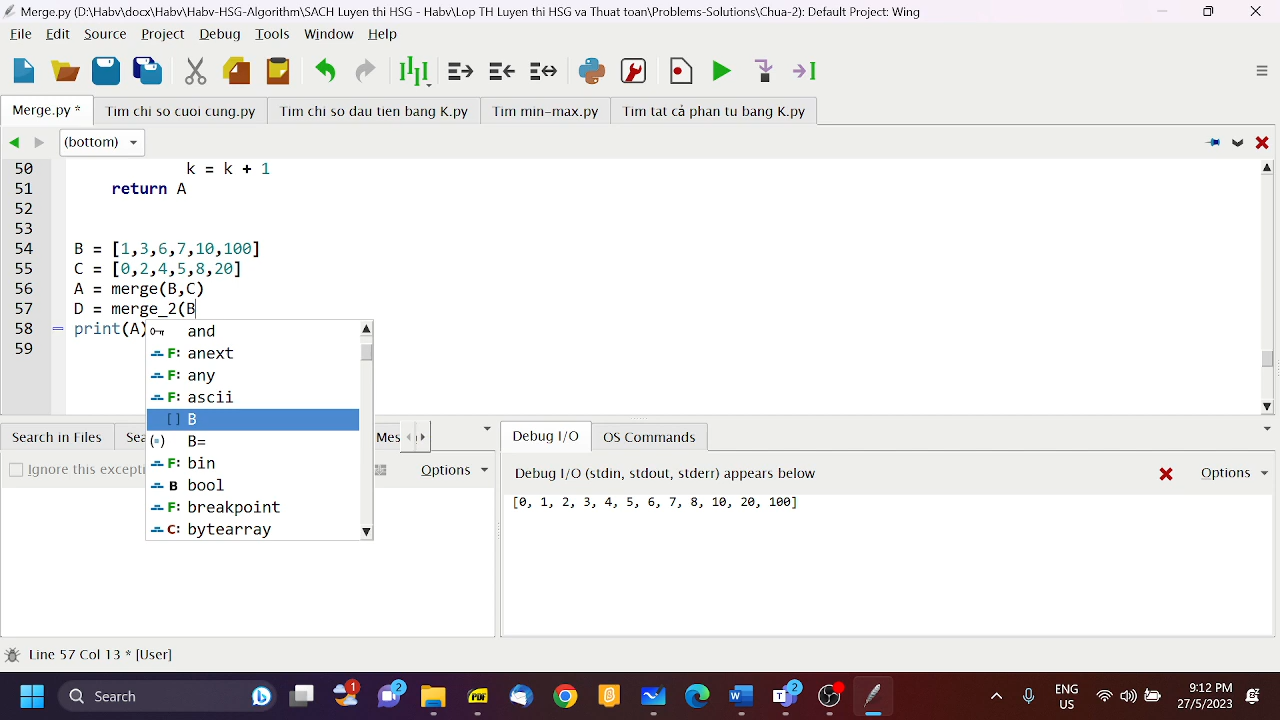 Merge.py (D:\Habv\docx\Habv\Habv-HSG-Algorithm\SACH Luyen thi HSG - Habv\Lop TH Luyen thi HSG va Thuat toan\Problems-Solutions\Chua-2): Default Project: Wing
File Edit Source Project Debug Tools Window Help
Merge.py * Tim chi so cuoi cung.py Tim chi so dau tien bang K.py Tim min-max.py Tim tat cả phan tu bang K.py
(bottom)
50 k = k + 1
51 return A
52
53
54 B = [1,3,6,7,10,100]
55 C = [0,2,4,5,8,20]
56 A = merge(B,C)
57 D = merge_2(B
58 print(A)
59
and
F: anext
F: any
F: ascii
[] B
B=
F: bin
B bool
F: breakpoint
C: bytearray
Search in Files Sea Mes Debug I/O OS Commands
Ignore this excepti Options
Debug I/O (stdin, stdout, stderr) appears below Options
[0, 1, 2, 3, 4, 5, 6, 7, 8, 10, 20, 100]
Line 57 Col 13 * [User]
Search
1
2
PDF
2
ENG
US
9:12 PM
27/5/2023